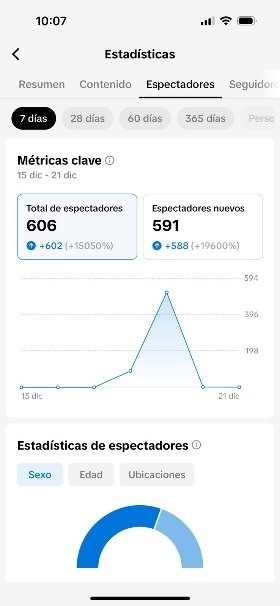 10:07
Estadísticas
Resumen Contenido Espectadores Seguidore
7 días 28 días 60 días 365 días Perso
Métricas clave
15 dic - 21 dic
Total de espectadores Espectadores nuevos
606 591
+602 (+15050%) +588 (+19600%)
594
396
198
15 dic 21 dic
Estadísticas de espectadores
Sexo Edad Ubicaciones